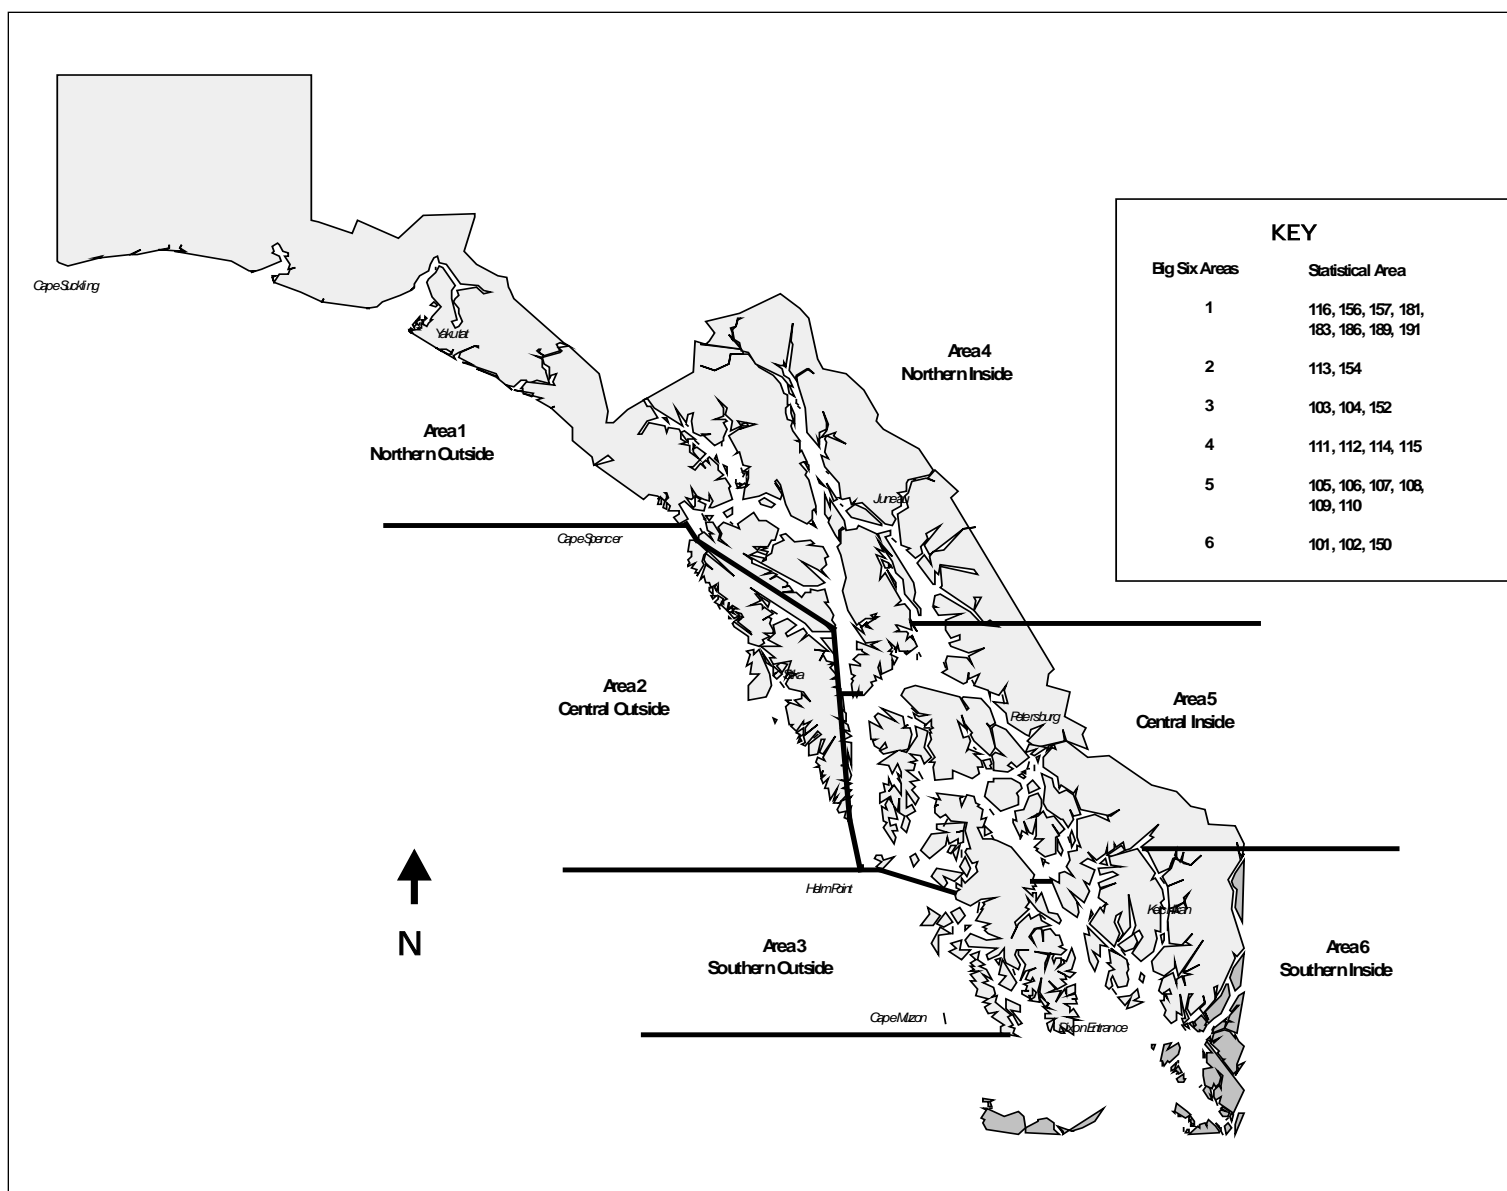 KEY
Big Six Areas Statistical Area
1 116, 156, 157, 181,
183, 186, 189, 191
2 113, 154
3 103, 104, 152
4 111, 112, 114, 115
5 105, 106, 107, 108,
109, 110
6 101, 102, 150
Cape Suckling
Yakutat
Area 4
Northern Inside
Area 1
Northern Outside
Juneau
Cape Spencer
Sitka
Area 2
Central Outside
Area 5
Central Inside
Petersburg
Helm Point
Ketchikan
N
Area 3
Southern Outside
Area 6
Southern Inside
Cape Muzon
Dixon Entrance